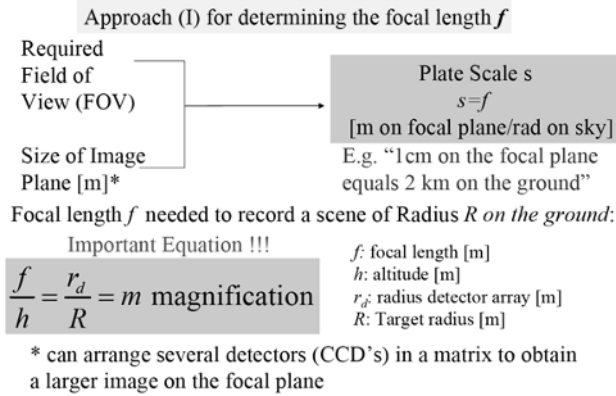 Approach (I) for determining the focal length f
Required
Field of
View (FOV)
Size of Image
Plane [m]*
Plate Scale s
s=f
[m on focal plane/rad on sky]
E.g. “1cm on the focal plane
equals 2 km on the ground”
Focal length f needed to record a scene of Radius R on the ground:
Important Equation !!!
f/h = r_d/R = m magnification
f: focal length [m]
h: altitude [m]
r_d: radius detector array [m]
R: Target radius [m]
* can arrange several detectors (CCD’s) in a matrix to obtain
a larger image on the focal plane